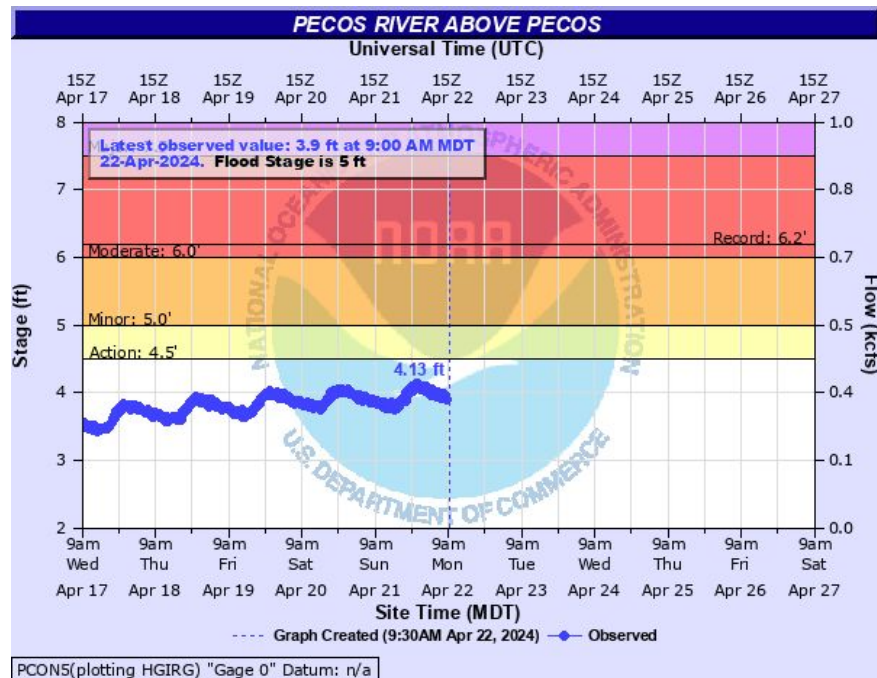 PECOS RIVER ABOVE PECOS
Universal Time (UTC)
15Z 15Z 15Z 15Z 15Z 15Z 15Z 15Z 15Z 15Z 15Z
Apr 17 Apr 18 Apr 19 Apr 20 Apr 21 Apr 22 Apr 23 Apr 24 Apr 25 Apr 26 Apr 27
8 1.0
Latest observed value: 3.9 ft at 9:00 AM MDT
22-Apr-2024. Flood Stage is 5 ft
7 0.8
Record: 6.2'
Moderate: 6.0'
6 0.7
Minor: 5.0'
5 0.5
Action: 4.5'
4.13 ft
4 0.4
3 0.1
2 0.0
Stage (ft)
Flow (kcfs)
NATIONAL OCEANIC AND ATMOSPHERIC ADMINISTRATION
NOAA
U.S. DEPARTMENT OF COMMERCE
9am 9am 9am 9am 9am 9am 9am 9am 9am 9am 9am
Wed Thu Fri Sat Sun Mon Tue Wed Thu Fri Sat
Apr 17 Apr 18 Apr 19 Apr 20 Apr 21 Apr 22 Apr 23 Apr 24 Apr 25 Apr 26 Apr 27
Site Time (MDT)
Graph Created (9:30AM Apr 22, 2024) Observed
PCON5(plotting HGIRG) "Gage 0" Datum: n/a